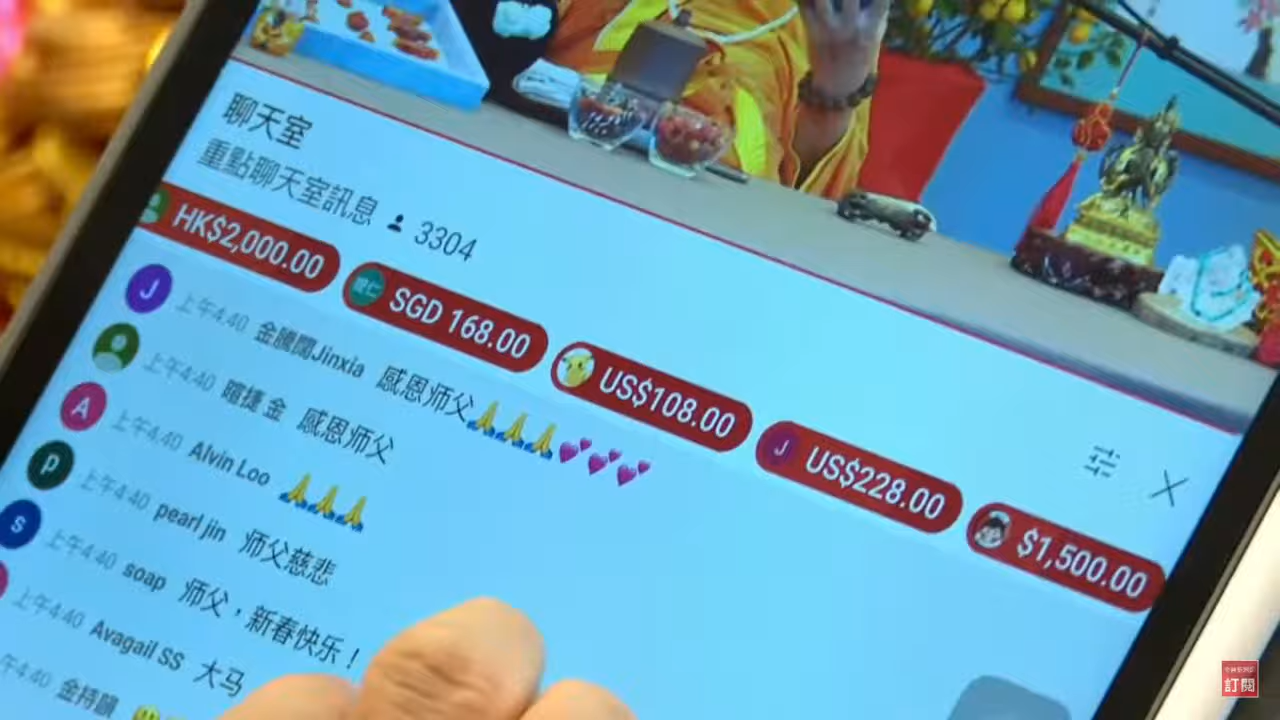 聊天室
重點聊天室訊息 3304
HK$2,000.00
SGD 168.00
US$108.00
US$228.00
$1,500.00
J 上午4:40 金騰闊Jinxia 感恩师父🙏🙏🙏💕💕💕
上午4:40 暄捷 金 感恩师父
A 上午4:40 Alvin Loo 🙏🙏🙏
P 上午4:40 pearl jin 师父慈悲
s 上午4:40 soap 师父，新春快乐！
上午4:40 Avagail SS 大马
午4:40 金持
訂閱